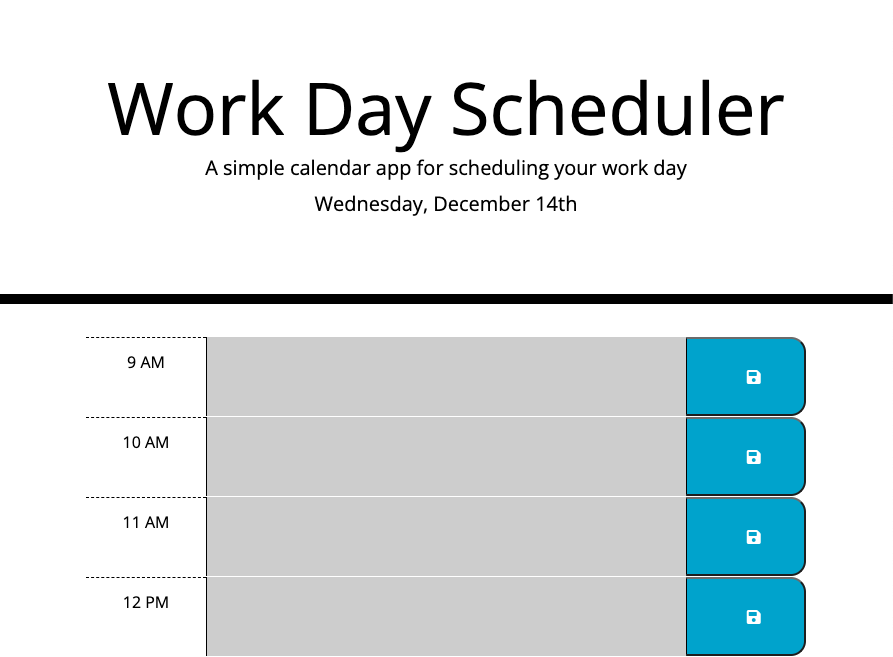 Work Day Scheduler
A simple calendar app for scheduling your work day
Wednesday, December 14th
9 AM
10 AM
11 AM
12 PM